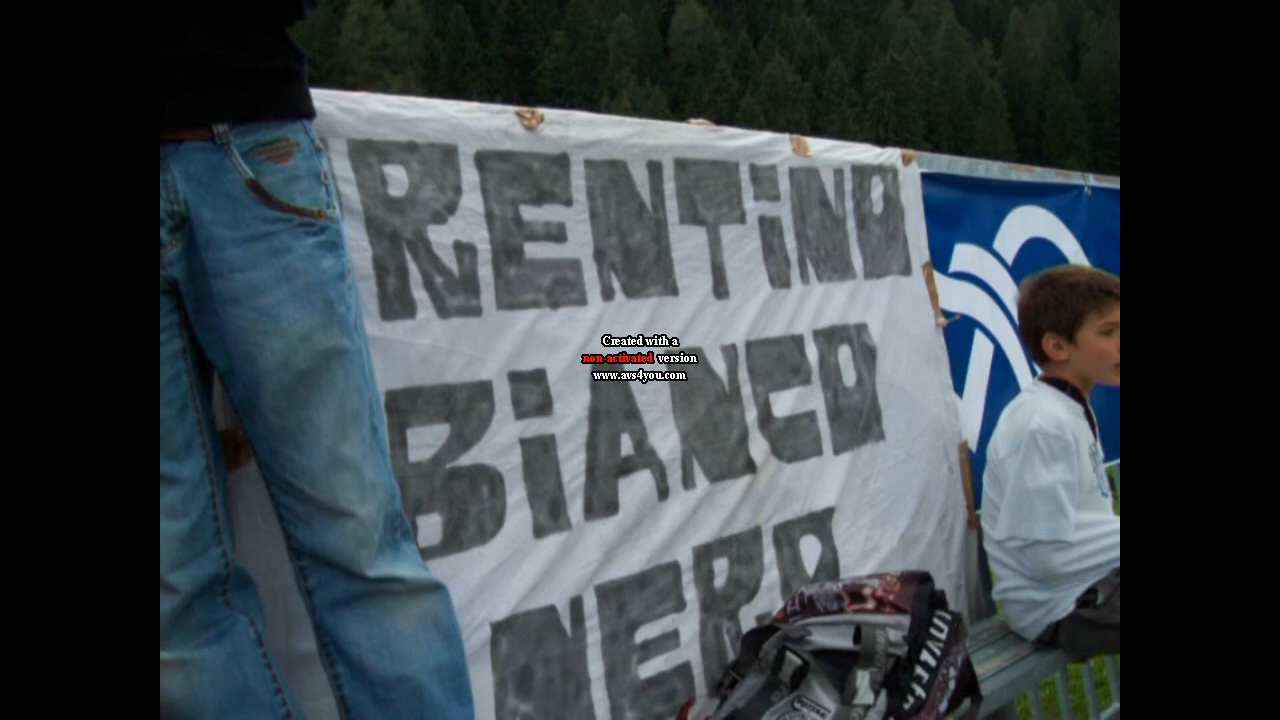 RENTiNO
BiANCO
NERO
Created with a
non-activated version
www.avs4you.com